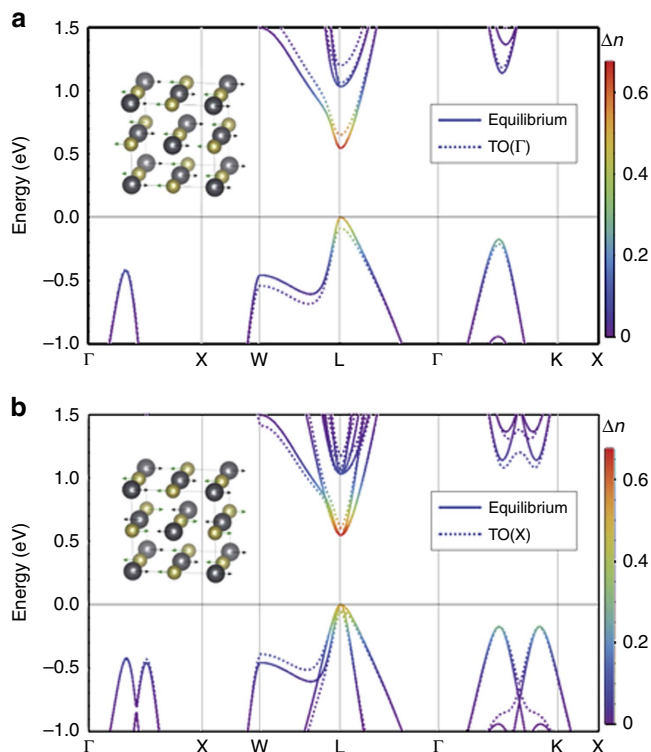 a
1.5
1.0
0.5
0.0
−0.5
−1.0
Energy (eV)
Equilibrium
TO(Γ)
Δn
0.6
0.4
0.2
0
Γ X W L Γ K X
b
1.5
1.0
0.5
0.0
−0.5
−1.0
Energy (eV)
Equilibrium
TO(X)
Δn
0.6
0.4
0.2
0
Γ X W L Γ K X